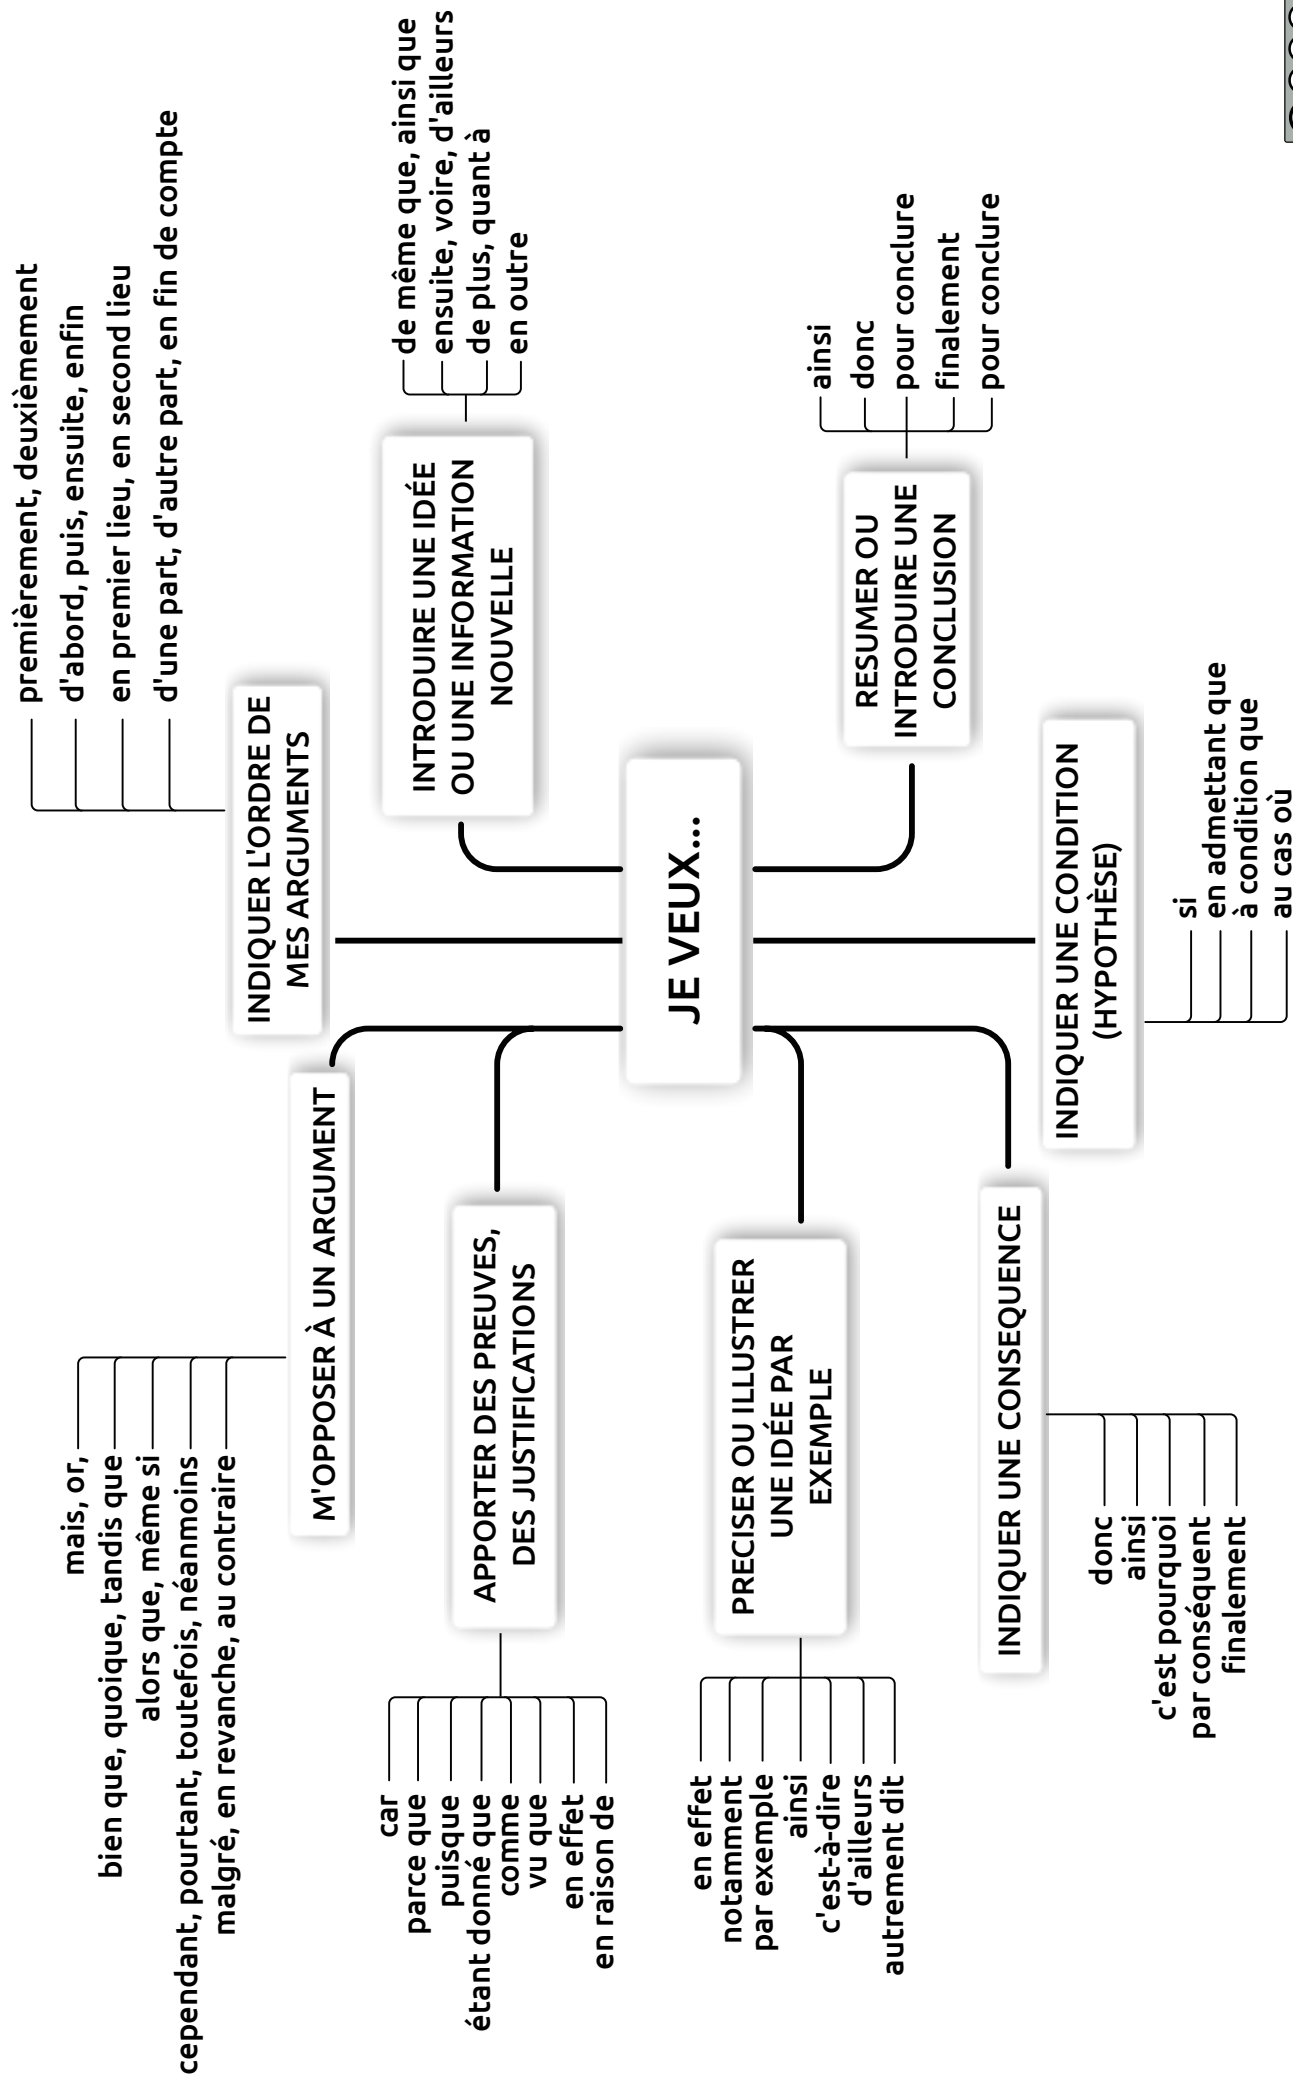 JE VEUX...
M'OPPOSER À UN ARGUMENT
mais, or,
bien que, quoique, tandis que
alors que, même si
cependant, pourtant, toutefois, néanmoins
malgré, en revanche, au contraire
INDIQUER L'ORDRE DE
MES ARGUMENTS
premièrement, deuxièmement
d'abord, puis, ensuite, enfin
en premier lieu, en second lieu
d'une part, d'autre part, en fin de compte
APPORTER DES PREUVES,
DES JUSTIFICATIONS
car
parce que
puisque
étant donné que
comme
vu que
en effet
en raison de
INTRODUIRE UNE IDÉE
OU UNE INFORMATION
NOUVELLE
de même que, ainsi que
ensuite, voire, d'ailleurs
de plus, quant à
en outre
PRECISER OU ILLUSTRER
UNE IDÉE PAR
EXEMPLE
en effet
notamment
par exemple
ainsi
c'est-à-dire
d'ailleurs
autrement dit
RESUMER OU
INTRODUIRE UNE
CONCLUSION
ainsi
donc
pour conclure
finalement
pour conclure
INDIQUER UNE CONSEQUENCE
donc
ainsi
c'est pourquoi
par conséquent
finalement
INDIQUER UNE CONDITION
(HYPOTHÈSE)
si
en admettant que
à condition que
au cas où